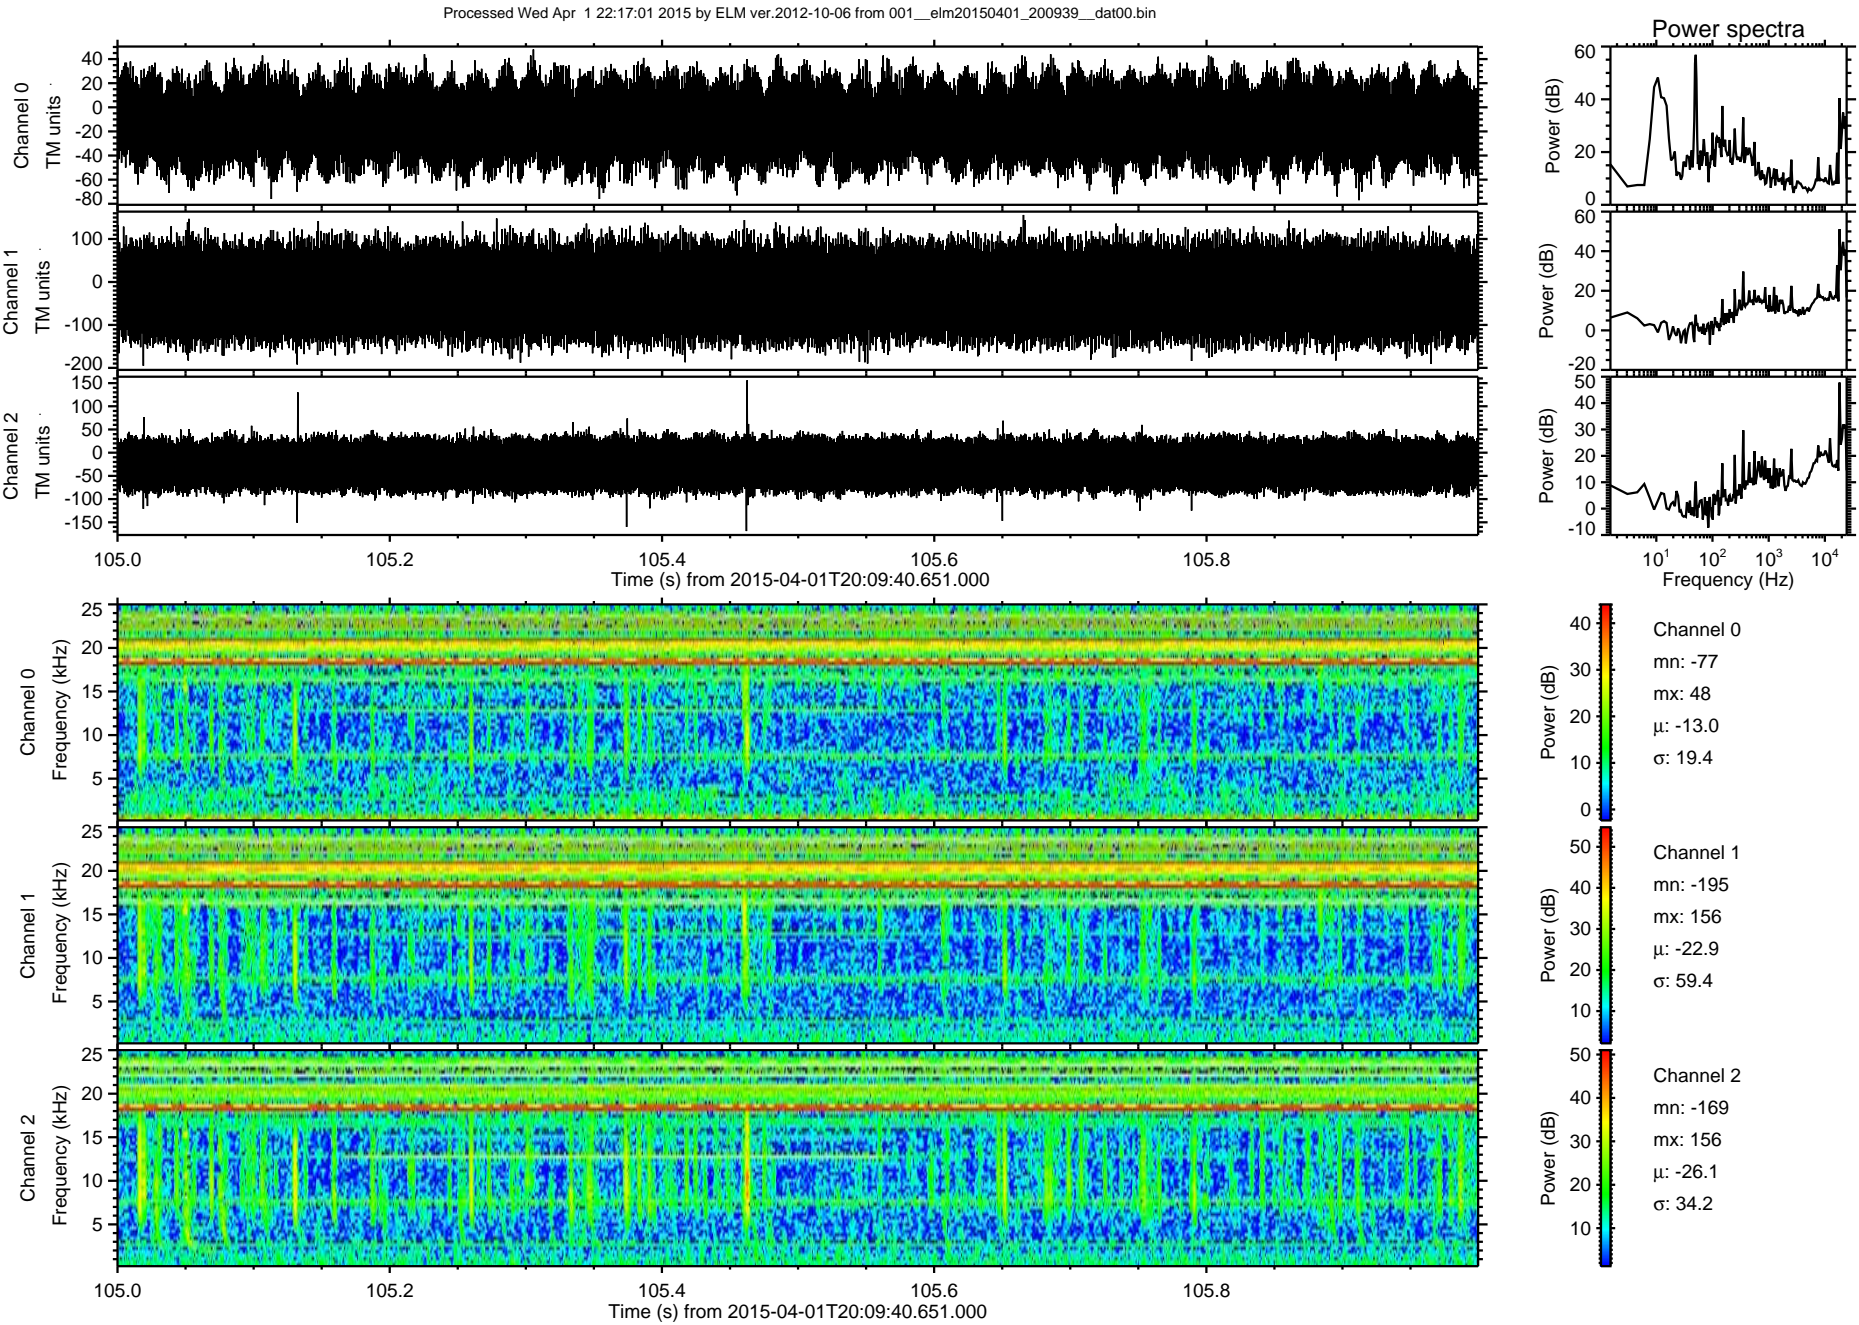 Processed Wed Apr  1 22:17:01 2015 by ELM ver.2012-10-06 from 001__elm20150401_200939__dat00.bin
Power spectra
Channel 0
TM units
40
20
0
-20
-40
-60
-80
Power (dB)
60
40
20
0
Channel 1
TM units
100
0
-100
-200
Power (dB)
60
40
20
0
-20
Channel 2
TM units
150
100
50
0
-50
-100
-150
Power (dB)
50
40
30
20
10
0
-10
105.0 105.2 105.4 105.6 105.8
Time (s) from 2015-04-01T20:09:40.651.000
10¹ 10² 10³ 10⁴
Frequency (Hz)
Channel 0
Frequency (kHz)
25
20
15
10
5
Power (dB)
40
30
20
10
0
Channel 0
mn: -77
mx: 48
µ: -13.0
σ: 19.4
Channel 1
Frequency (kHz)
25
20
15
10
5
Power (dB)
50
40
30
20
10
Channel 1
mn: -195
mx: 156
µ: -22.9
σ: 59.4
Channel 2
Frequency (kHz)
25
20
15
10
5
Power (dB)
50
40
30
20
10
Channel 2
mn: -169
mx: 156
µ: -26.1
σ: 34.2
105.0 105.2 105.4 105.6 105.8
Time (s) from 2015-04-01T20:09:40.651.000